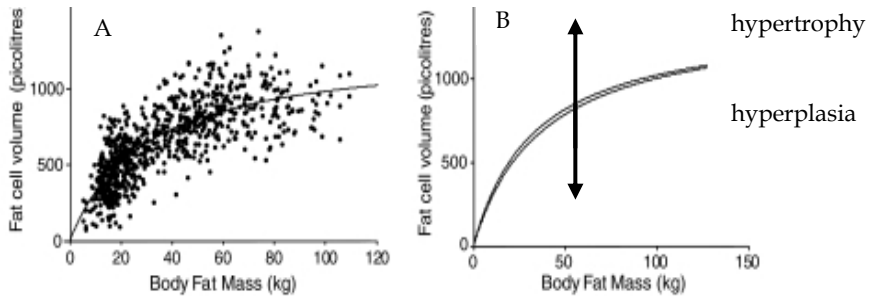 A
Fat cell volume (picolitres)
1000
500
0
0 20 40 60 80 100 120
Body Fat Mass (kg)
B
hypertrophy
hyperplasia
Fat cell volume (picolitres)
1000
500
0
0 50 100 150
Body Fat Mass (kg)